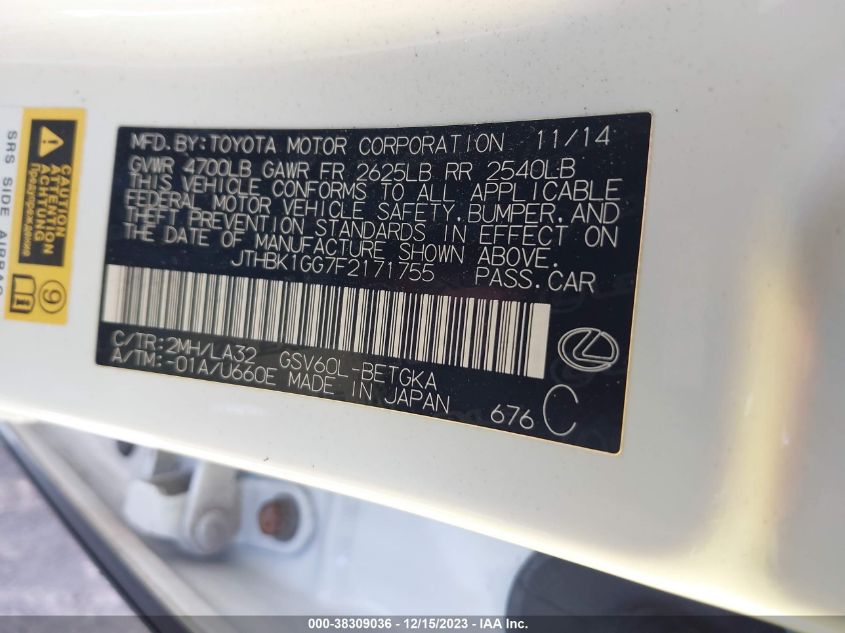 MFD.BY:TOYOTA MOTOR CORPORATION 11/14
GVWR 4700LB GAWR FR 2625LB RR 2540LB
THIS VEHICLE CONFORMS TO ALL APPLICABLE
FEDERAL MOTOR VEHICLE SAFETY, BUMPER, AND
THEFT PREVENTION STANDARDS IN EFFECT ON
THE DATE OF MANUFACTURE SHOWN ABOVE.
JTHBK1GG7F2171755 PASS.CAR
C/TR:2MH/LA32 GSV60L-BETGKA
A/TM:-01A/U660E MADE IN JAPAN
676 C
CAUTION
ATTENTION
ACHTUNG
Предупреждение
9
SRS SIDE AIRBAG
000-38309036 - 12/15/2023 - IAA Inc.